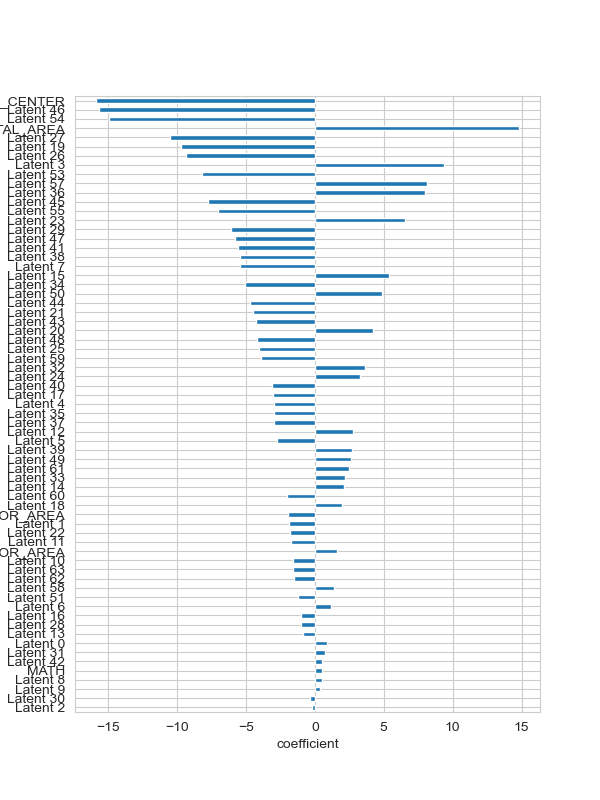 _CENTER
Latent 46
Latent 54
TAL_AREA
Latent 27
Latent 19
Latent 26
Latent 3
Latent 53
Latent 57
Latent 36
Latent 45
Latent 55
Latent 23
Latent 29
Latent 47
Latent 41
Latent 38
Latent 7
Latent 15
Latent 34
Latent 50
Latent 44
Latent 21
Latent 43
Latent 20
Latent 48
Latent 25
Latent 59
Latent 32
Latent 24
Latent 40
Latent 17
Latent 4
Latent 35
Latent 37
Latent 12
Latent 5
Latent 39
Latent 49
Latent 61
Latent 33
Latent 14
Latent 60
Latent 18
OR_AREA
Latent 1
Latent 22
Latent 11
OR_AREA
Latent 10
Latent 63
Latent 62
Latent 58
Latent 51
Latent 6
Latent 16
Latent 28
Latent 13
Latent 0
Latent 31
Latent 42
MATH
Latent 8
Latent 9
Latent 30
Latent 2
−15 −10 −5 0 5 10 15
coefficient